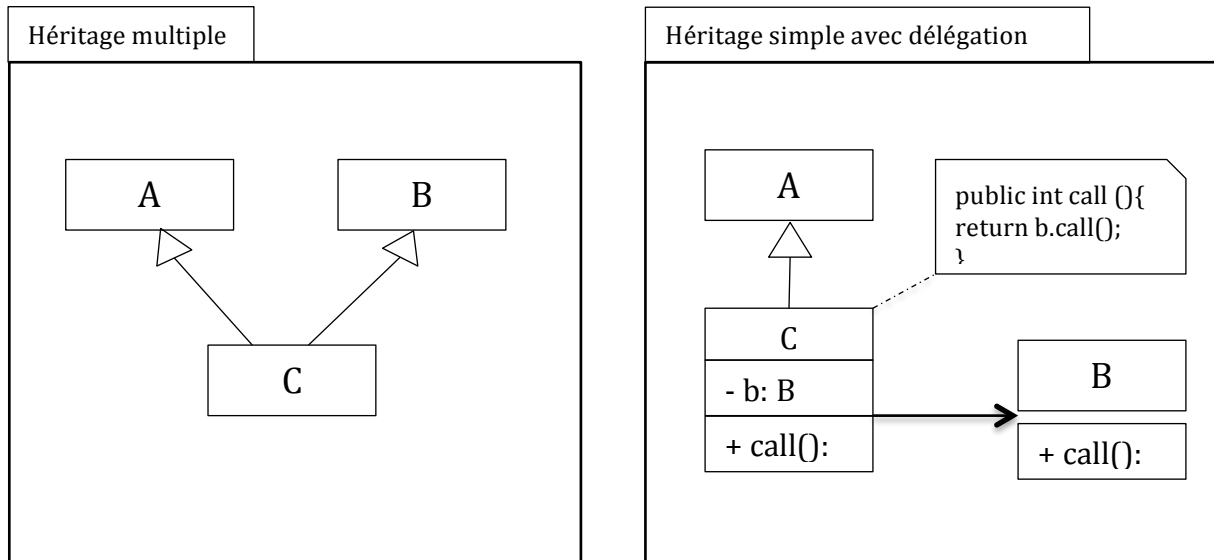 Héritage multiple
A
B
C
Héritage simple avec délégation
A
public int call (){
return b.call();
}
C
- b: B
+ call():
B
+ call():